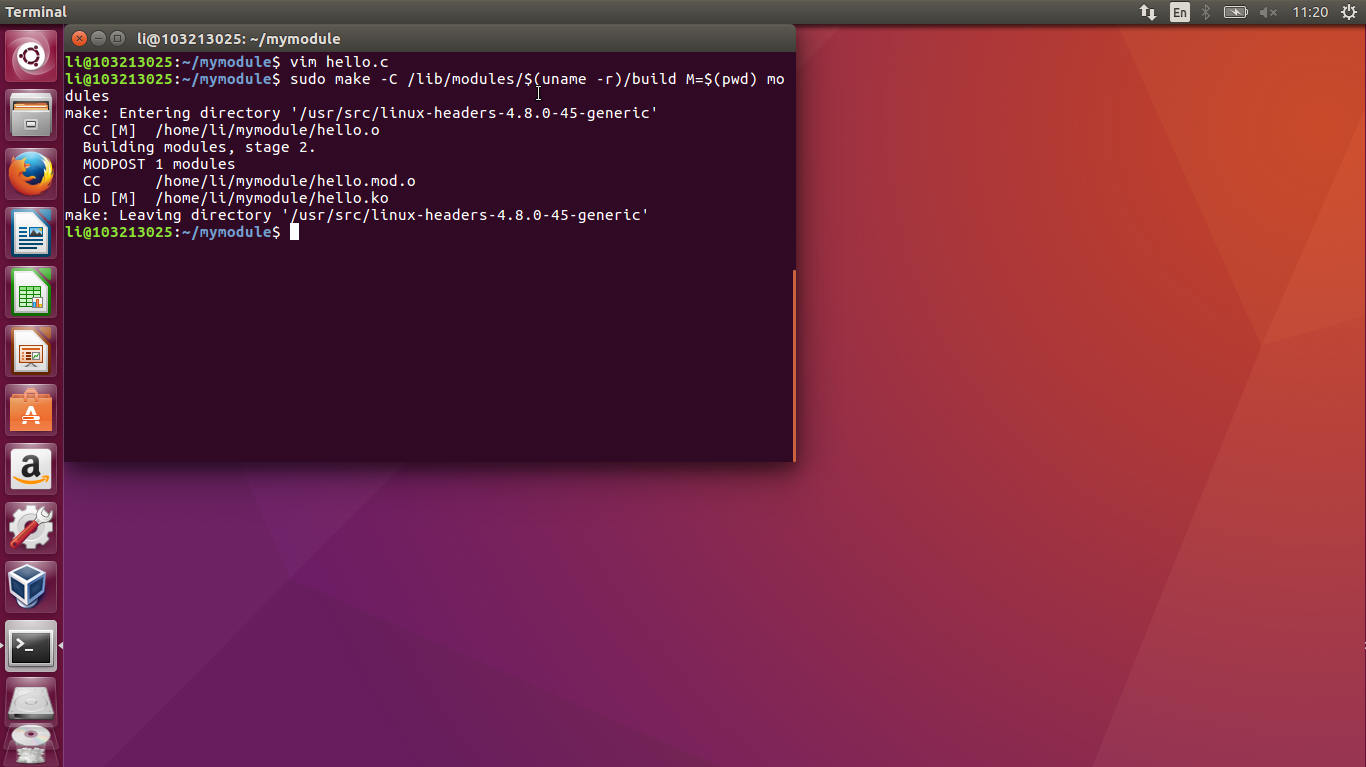 Terminal
En
11:20
li@103213025: ~/mymodule
li@103213025:~/mymodule$ vim hello.c
li@103213025:~/mymodule$ sudo make -C /lib/modules/$(uname -r)/build M=$(pwd) mo
dules
make: Entering directory '/usr/src/linux-headers-4.8.0-45-generic'
  CC [M]  /home/li/mymodule/hello.o
  Building modules, stage 2.
  MODPOST 1 modules
  CC      /home/li/mymodule/hello.mod.o
  LD [M]  /home/li/mymodule/hello.ko
make: Leaving directory '/usr/src/linux-headers-4.8.0-45-generic'
li@103213025:~/mymodule$